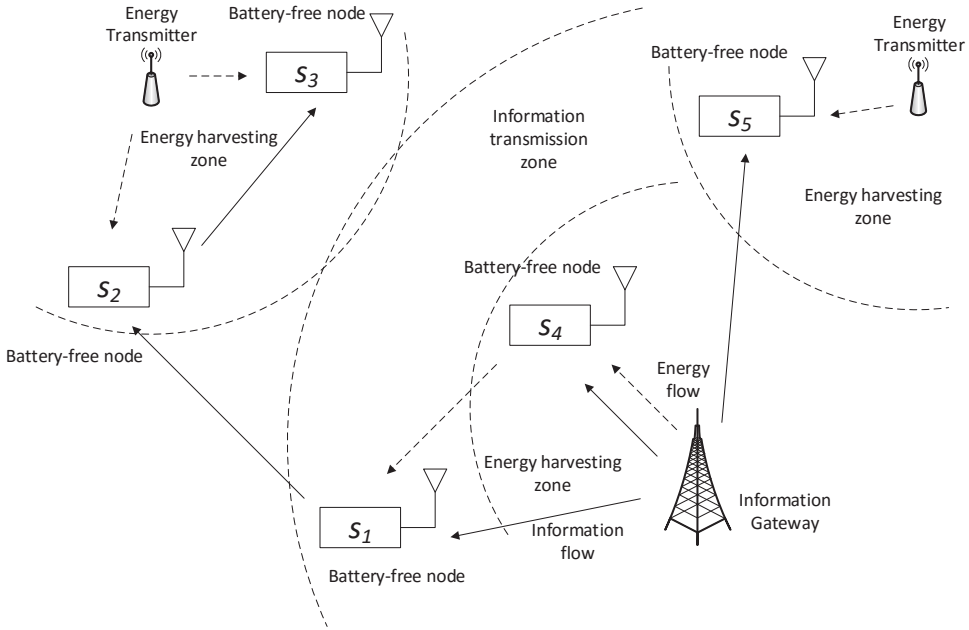 Energy
Transmitter
Battery-free node
S3
Energy harvesting
zone
S2
Battery-free node
Information
transmission
zone
Battery-free node
S5
Energy
Transmitter
Energy harvesting
zone
Battery-free node
S4
Energy
flow
Energy harvesting
zone
Information
Gateway
S1
Information
flow
Battery-free node